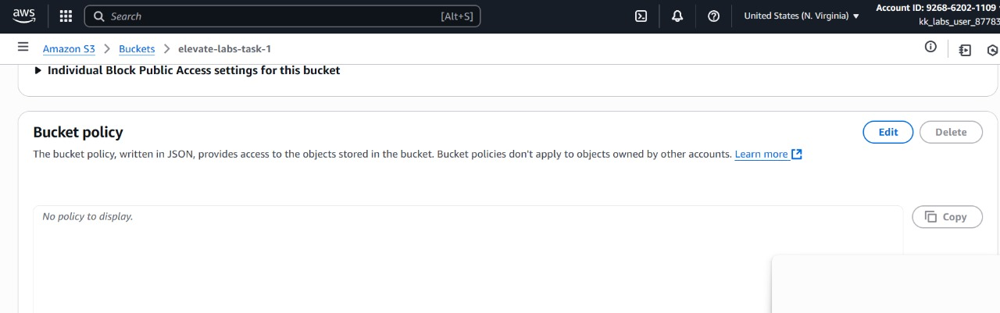 aws
Search [Alt+S]
United States (N. Virginia)
Account ID: 9268-6202-1109
kk_labs_user_87783
Amazon S3 > Buckets > elevate-labs-task-1
Individual Block Public Access settings for this bucket
Bucket policy
Edit
Delete
The bucket policy, written in JSON, provides access to the objects stored in the bucket. Bucket policies don't apply to objects owned by other accounts. Learn more
No policy to display.
Copy